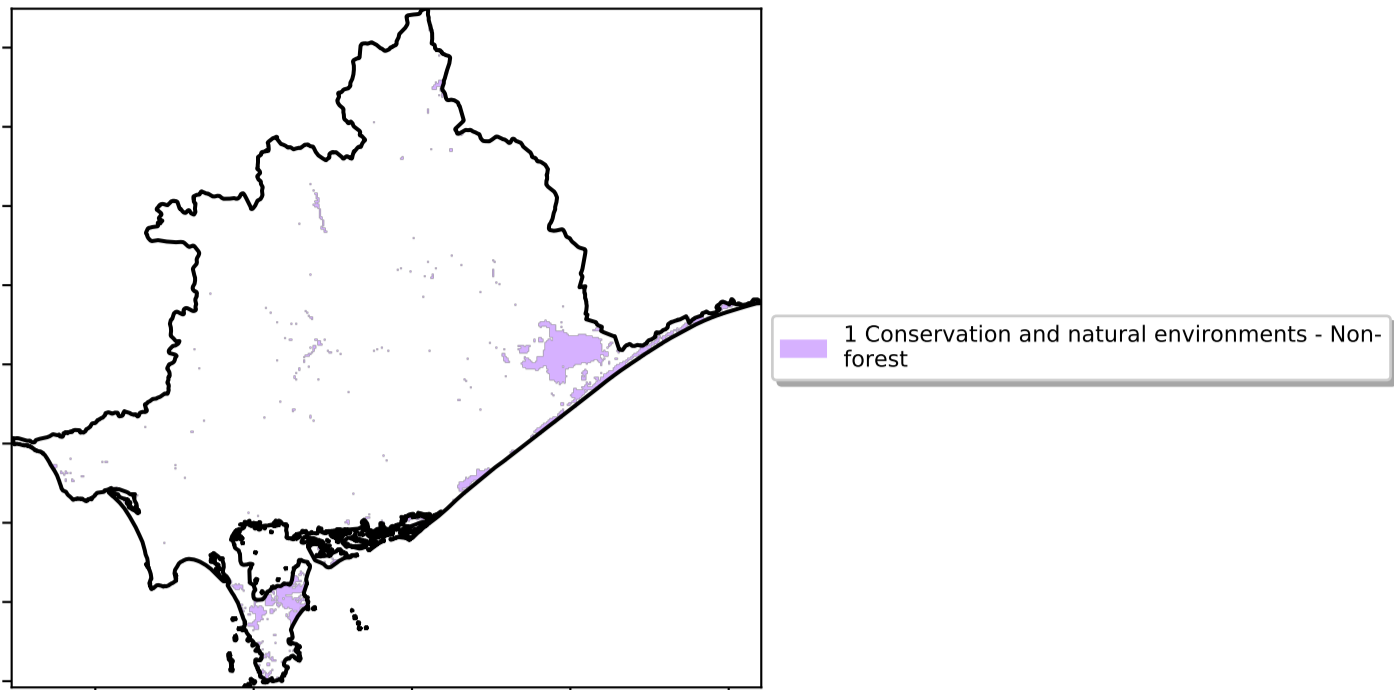 1 Conservation and natural environments - Non-
forest